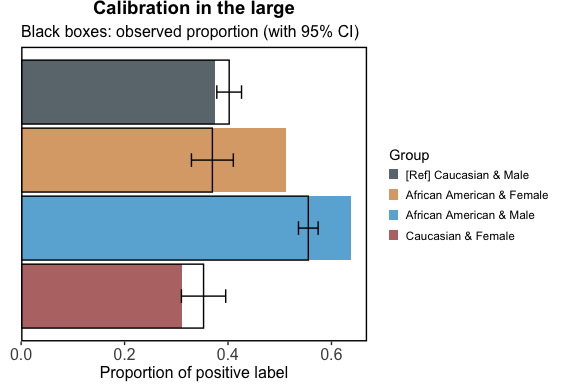 Calibration in the large
Black boxes: observed proportion (with 95% CI)
Group
[Ref] Caucasian & Male
African American & Female
African American & Male
Caucasian & Female
0.0 0.2 0.4 0.6
Proportion of positive label